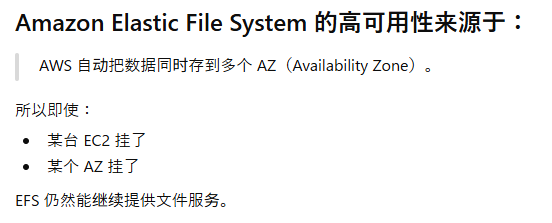 Amazon Elastic File System 的高可用性来源于：
AWS 自动把数据同时存到多个 AZ（Availability Zone）。
所以即使：
某台 EC2 挂了
某个 AZ 挂了
EFS 仍然能继续提供文件服务。